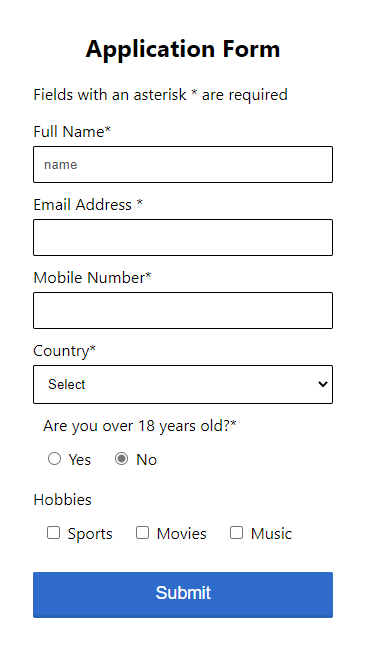 Application Form
Fields with an asterisk * are required
Full Name*
name
Email Address *
Mobile Number*
Country*
Select
Are you over 18 years old?*
Yes No
Hobbies
Sports Movies Music
Submit